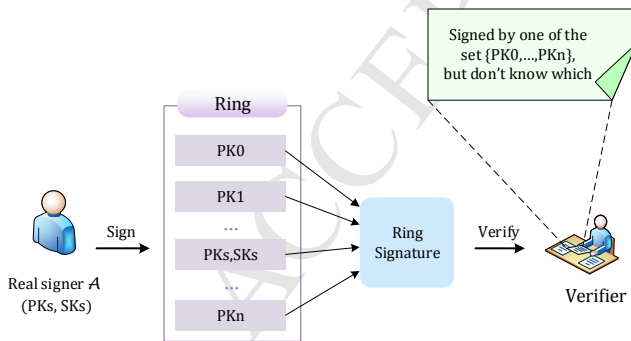 Signed by one of the
set {PK0,...,PKn},
but don't know which
Ring
PK0
PK1
...
PKs,SKs
...
PKn
Sign
Real signer A
(PKs, SKs)
Ring
Signature
Verify
Verifier
ACCE